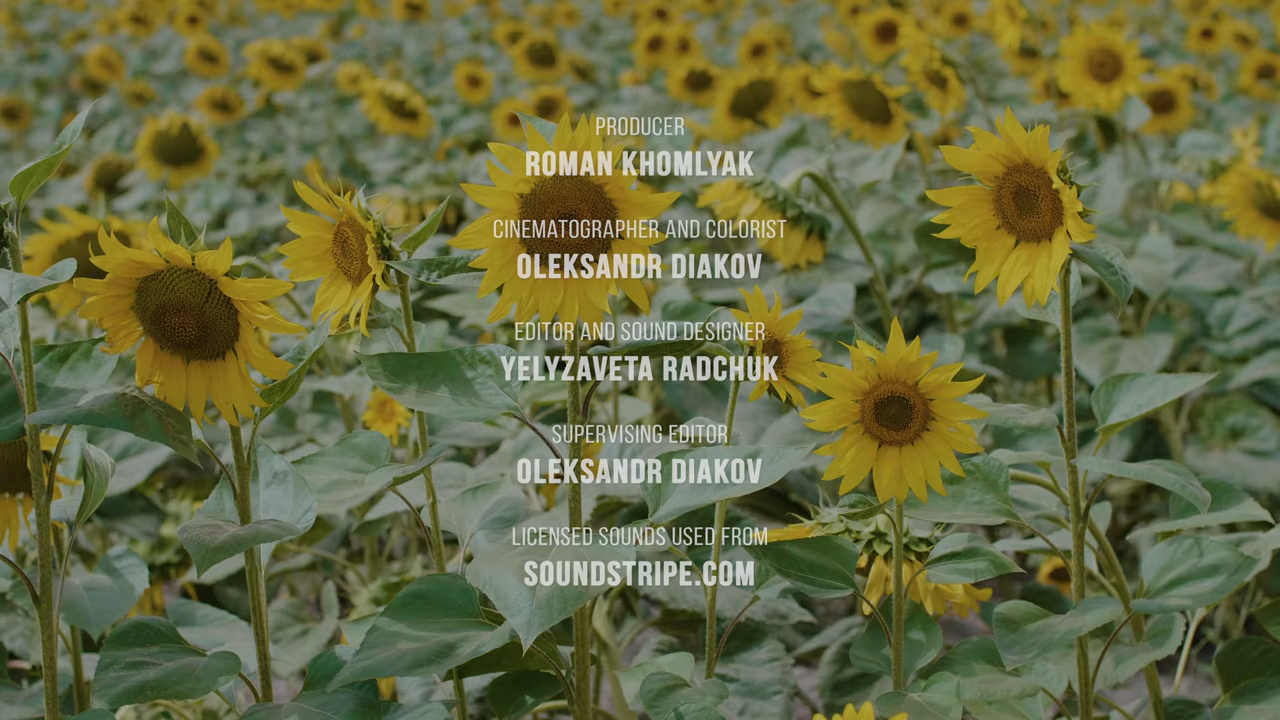 PRODUCER
ROMAN KHOMLYAK
CINEMATOGRAPHER AND COLORIST
OLEKSANDR DIAKOV
EDITOR AND SOUND DESIGNER
YELYZAVETA RADCHUK
SUPERVISING EDITOR
OLEKSANDR DIAKOV
LICENSED SOUNDS USED FROM
SOUNDSTRIPE.COM